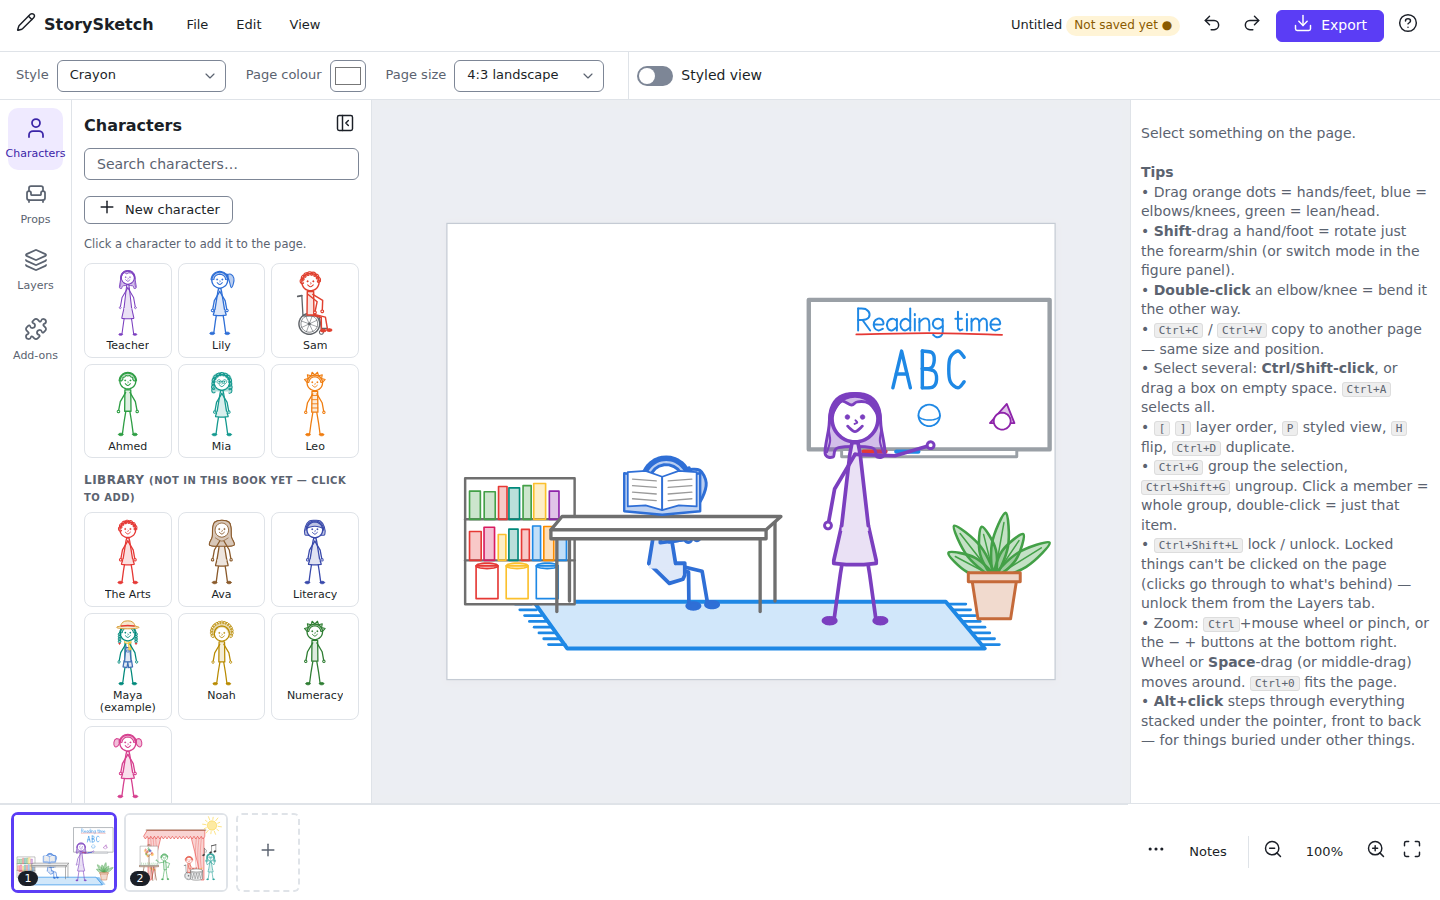 StorySketch File Edit View Untitled Not saved yet Export
Style Crayon Page colour Page size 4:3 landscape Styled view
Characters
Props
Layers
Add-ons
Characters
Search characters...
New character
Click a character to add it to the page.
Teacher Lily Sam
Ahmed Mia Leo
LIBRARY (NOT IN THIS BOOK YET — CLICK
TO ADD)
The Arts Ava Literacy
Maya
(example) Noah Numeracy
Reading time
ABC
Select something on the page.
Tips
• Drag orange dots = hands/feet, blue =
elbows/knees, green = lean/head.
• Shift-drag a hand/foot = rotate just
the forearm/shin (or switch mode in the
figure panel).
• Double-click an elbow/knee = bend it
the other way.
• Ctrl+C / Ctrl+V copy to another page
— same size and position.
• Select several: Ctrl/Shift-click, or
drag a box on empty space. Ctrl+A
selects all.
• [ ] layer order, P styled view, H
flip, Ctrl+D duplicate.
• Ctrl+G group the selection,
Ctrl+Shift+G ungroup. Click a member =
whole group, double-click = just that
item.
• Ctrl+Shift+L lock / unlock. Locked
things can't be clicked on the page
(clicks go through to what's behind) —
unlock them from the Layers tab.
• Zoom: Ctrl+mouse wheel or pinch, or
the − + buttons at the bottom right.
Wheel or Space-drag (or middle-drag)
moves around. Ctrl+0 fits the page.
• Alt+click steps through everything
stacked under the pointer, front to back
— for things buried under other things.
Reading time
ABC
1 2
Notes 100%